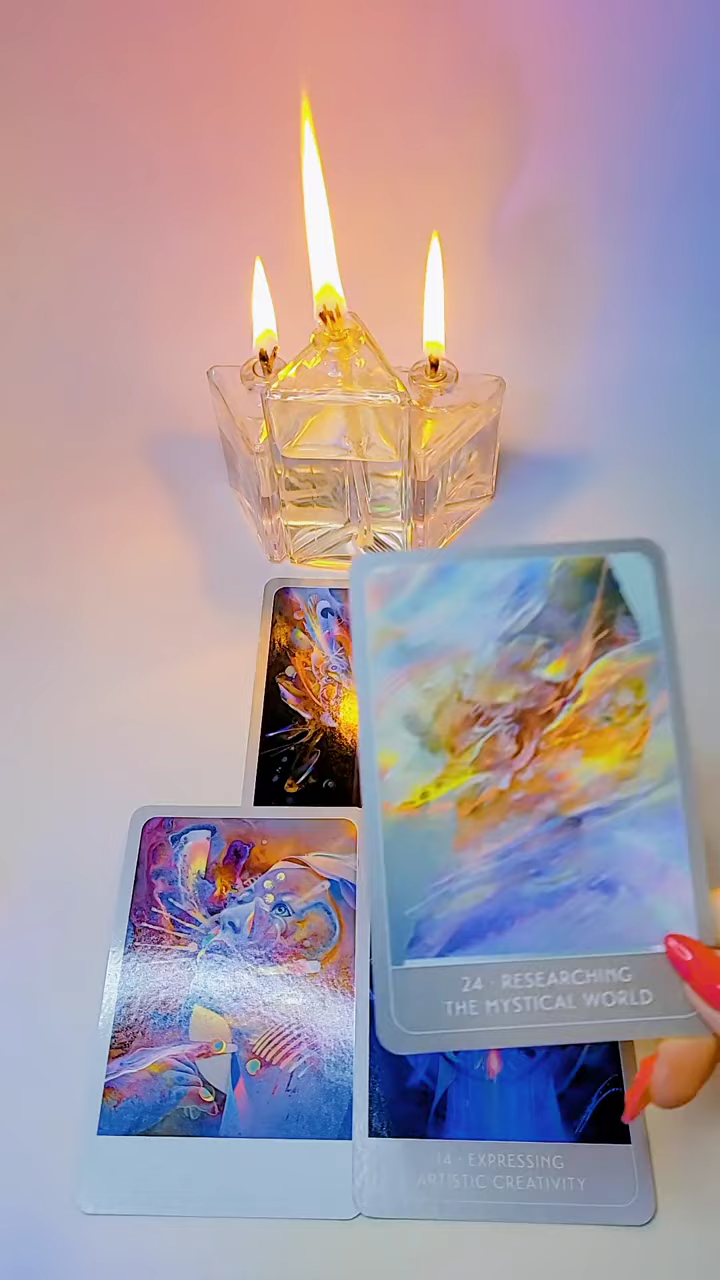 24 · RESEARCHING
THE MYSTICAL WORLD
14 · EXPRESSING
ARTISTIC CREATIVITY